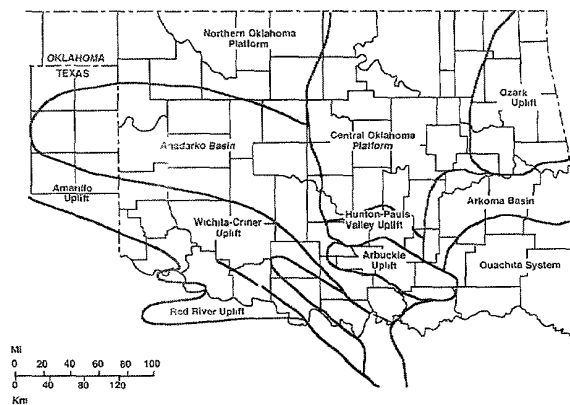 Northern Oklahoma
Platform
OKLAHOMA
TEXAS
Ozark
Uplift
Anadarko Basin
Central Oklahoma
Platform
Amarillo
Uplift
Arkoma Basin
Wichita-Criner
Uplift
Hunton-Pauls
Valley Uplift
Arbuckle
Uplift
Ouachita System
Red River Uplift
Mi
0 20 40 60 80 100
0 40 80 120
Km